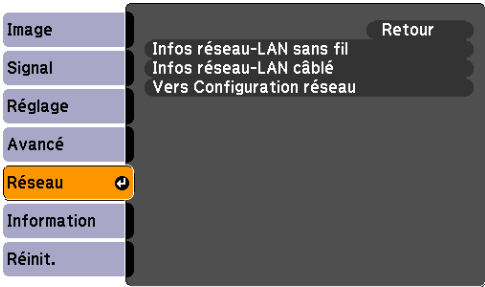 Image
Signal
Réglage
Avancé
Réseau
Information
Réinit.
Retour
Infos réseau-LAN sans fil
Infos réseau-LAN câblé
Vers Configuration réseau